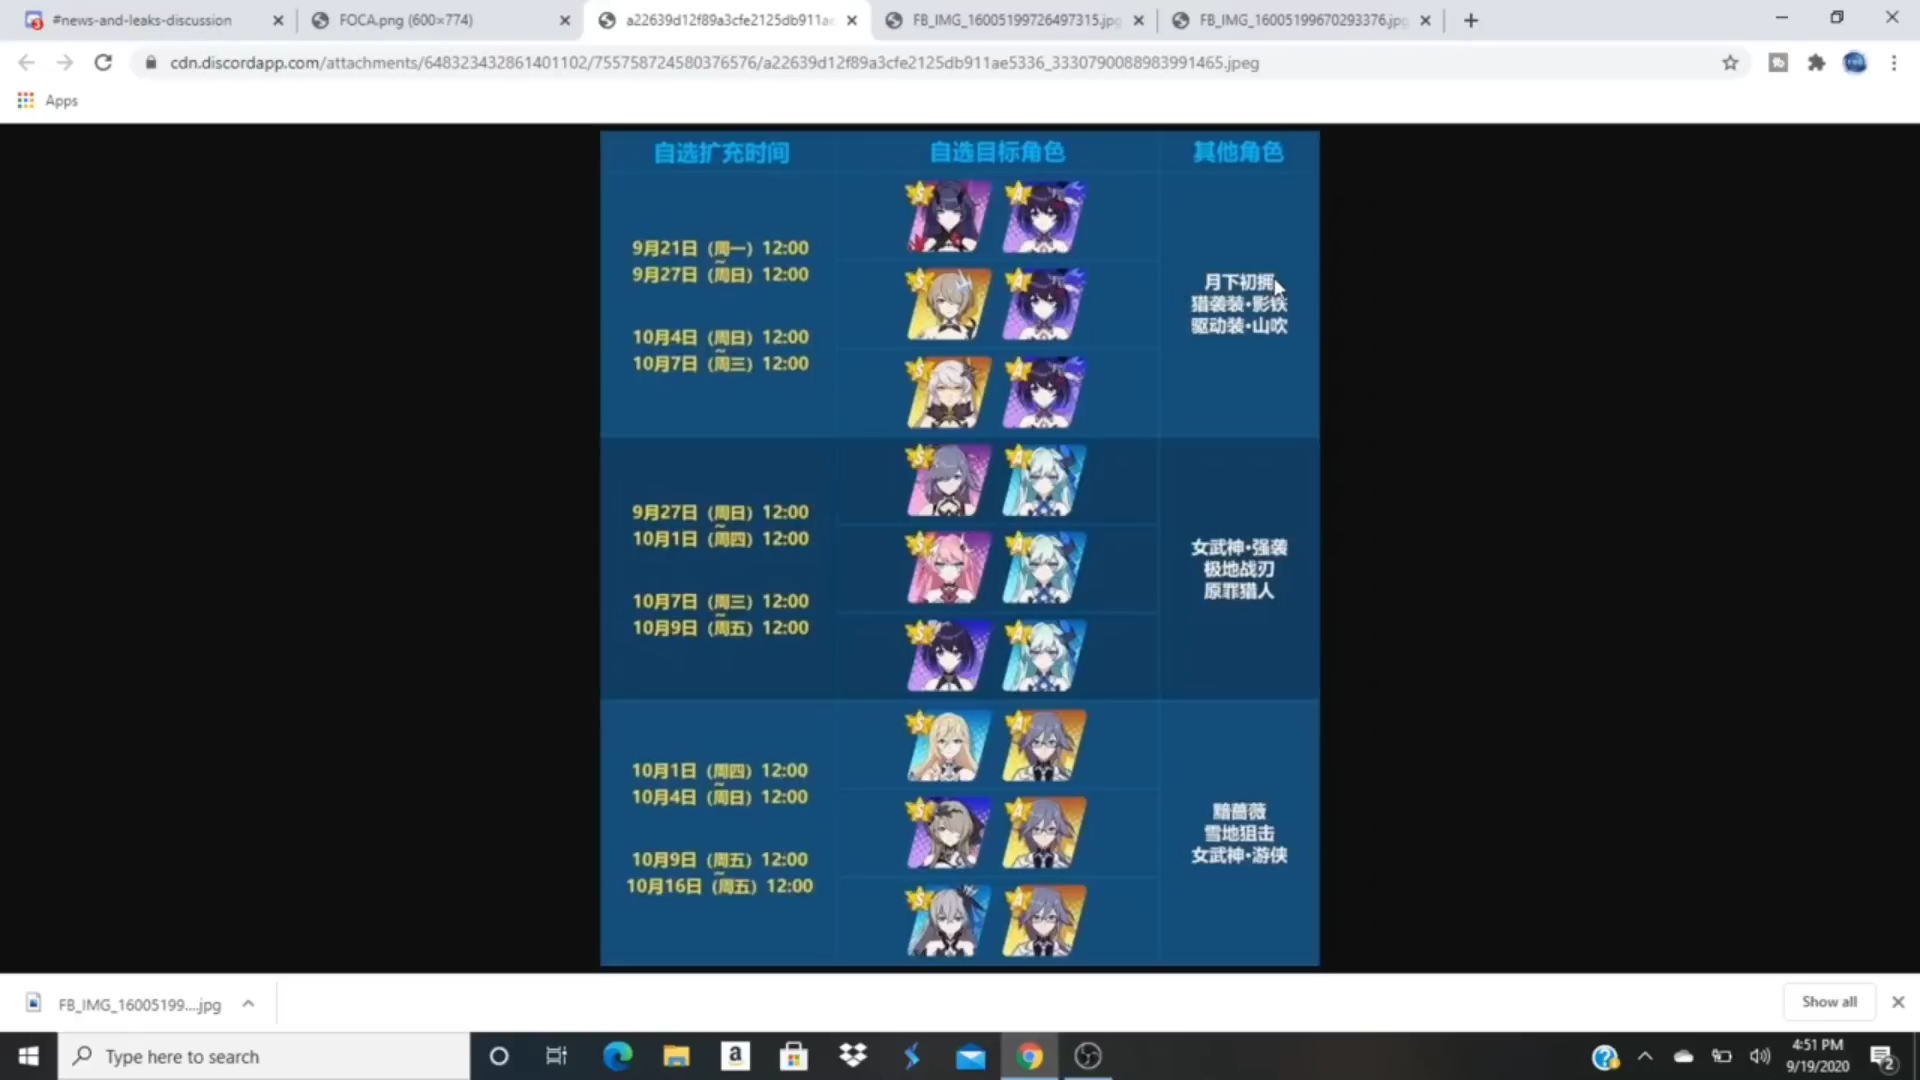 #news-and-leaks-discussion
FOCA.png (600×774)
a22639d12f89a3cfe2125db911ae
FB_IMG_16005199726497315.jpg
FB_IMG_16005199670293376.jpg
cdn.discordapp.com/attachments/648323432861401102/755758724580376576/a22639d12f89a3cfe2125db911ae5336_3330790088983991465.jpeg
Apps
自选扩充时间 自选目标角色 其他角色
9月21日（周一）12:00
~
9月27日（周日）12:00
10月4日（周日）12:00
~
10月7日（周三）12:00
S A
S A
S A
月下初拥
猎袭装•影铁
驱动装•山吹
9月27日（周日）12:00
~
10月1日（周四）12:00
10月7日（周三）12:00
~
10月9日（周五）12:00
S A
S A
S A
女武神•强袭
极地战刃
原罪猎人
10月1日（周四）12:00
~
10月4日（周日）12:00
10月9日（周五）12:00
~
10月16日（周五）12:00
S A
S A
S A
黯蔷薇
雪地狙击
女武神•游侠
FB_IMG_16005199....jpg
Show all
Type here to search
4:51 PM
9/19/2020
2